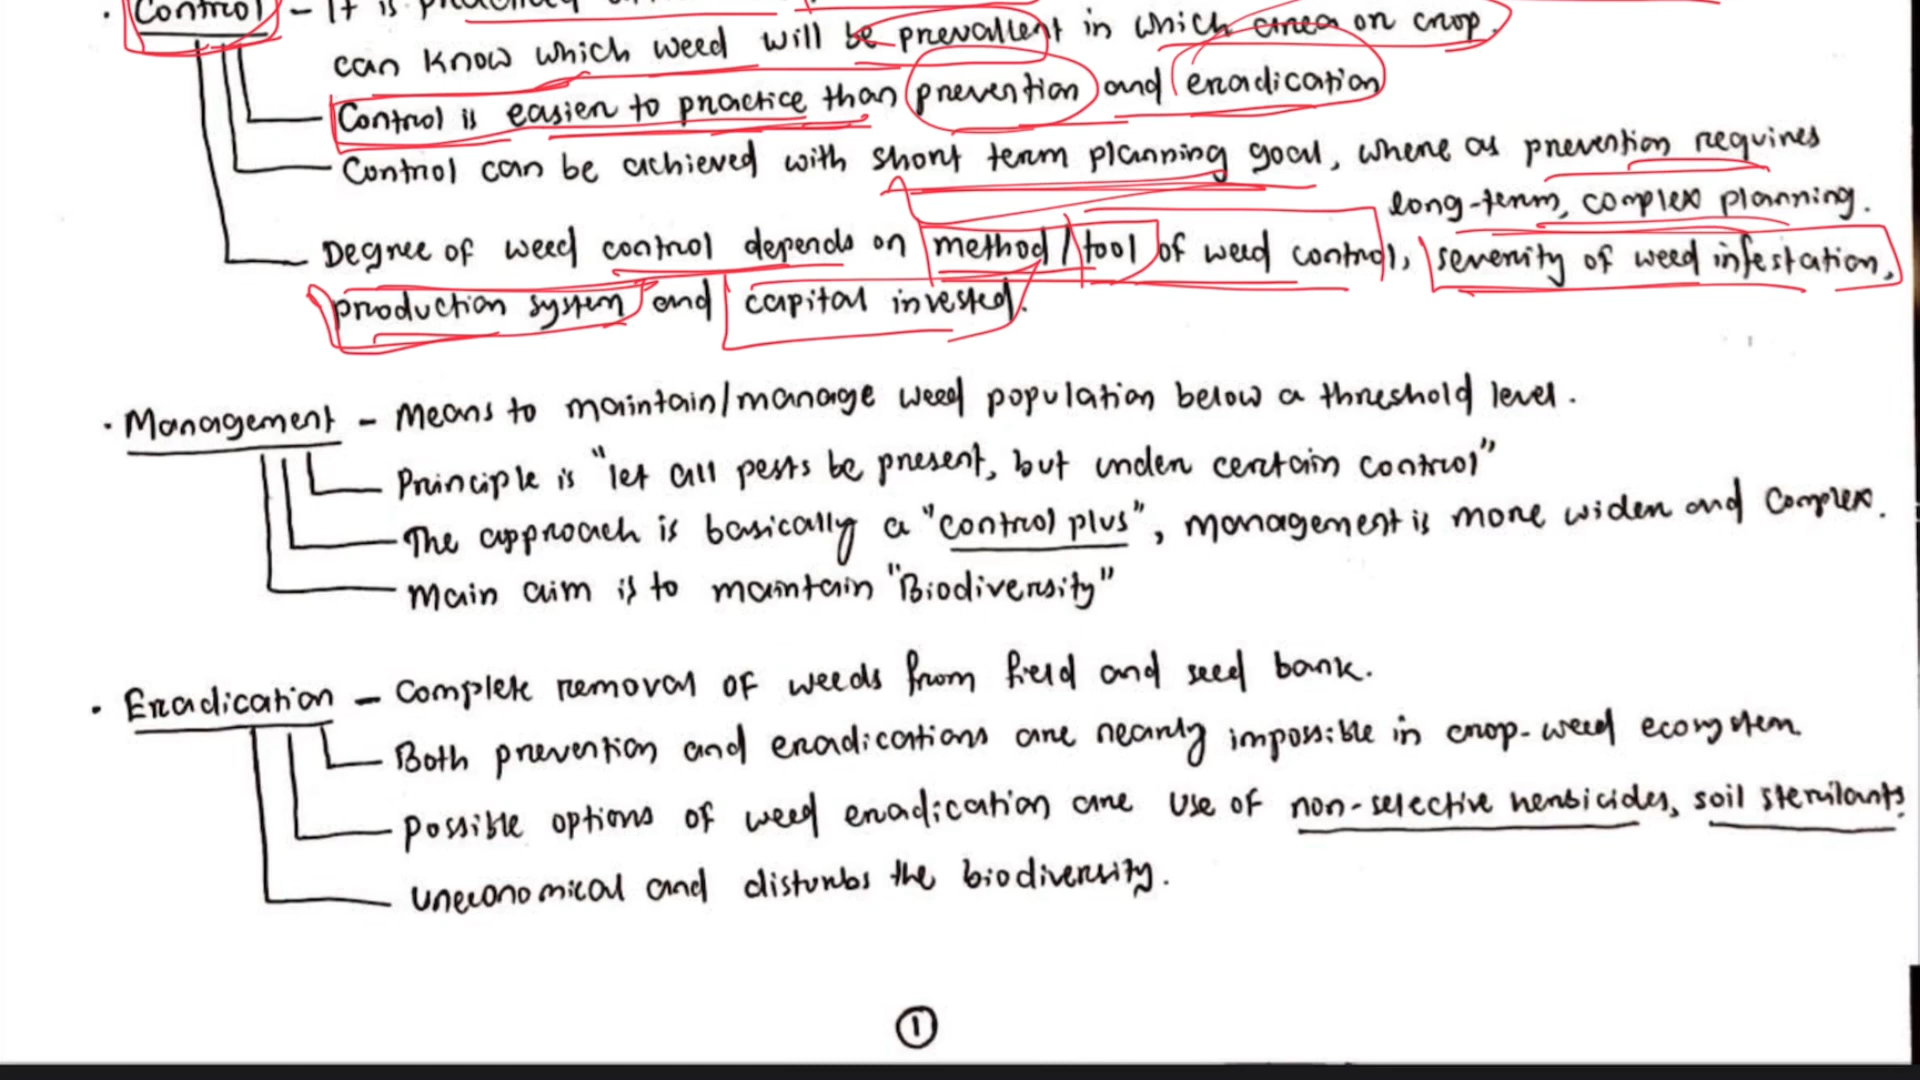 · Control - It is
can know which weed will be prevallent in which area on crop.
Control is easier to practice than prevention and eradication
Control can be achieved with short term planning goal, where as prevention requires
long-term, complex planning.
Degree of weed control depends on method/tool of weed control, severity of weed infestation,
production system and capital invested.
· Management - Means to maintain/manage weed population below a threshold level.
Principle is "let all pests be present, but under certain control"
The approach is basically a "control plus", management is more wider and complex.
Main aim is to maintain "Biodiversity"
· Eradication - Complete removal of weeds from field and seed bank.
Both prevention and eradications are nearly impossible in crop-weed ecosystem.
Possible options of weed eradication are use of non-selective herbicides, soil sterilants.
Uneconomical and disturbs the biodiversity.
1